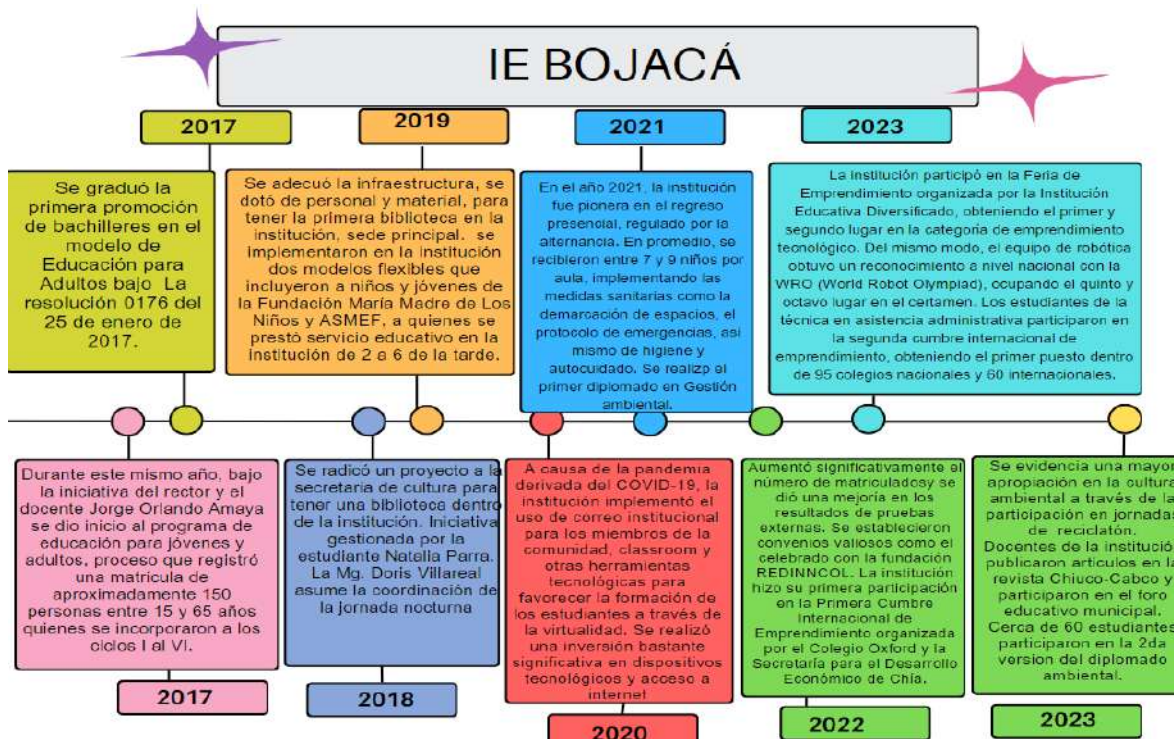 IE BOJACÁ
2017
Se graduó la
primera promoción
de bachilleres en el
modelo de
Educación para
Adultos bajo La
resolución 0176 del
25 de enero de
2017.
2019
Se adecuó la infraestructura, se
dotó de personal y material, para
tener la primera biblioteca en la
institución, sede principal. se
implementaron en la institución
dos modelos flexibles que
incluyeron a niños y jóvenes de
la Fundación María Madre de Los
Niños y ASMEF, a quienes se
prestó servicio educativo en la
institución de 2 a 6 de la tarde.
2021
En el año 2021, la institución
fue pionera en el regreso
presencial, regulado por la
alternancia. En promedio, se
recibieron entre 7 y 9 niños por
aula, implementando las
medidas sanitarias como la
demarcación de espacios, el
protocolo de emergencias, así
mismo de higiene y
autocuidado. Se realizp el
primer diplomado en Gestión
ambiental.
2023
La institución participó en la Feria de
Emprendimiento organizada por la Institución
Educativa Diversificado, obteniendo el primer y
segundo lugar en la categoría de emprendimiento
tecnológico. Del mismo modo, el equipo de robótica
obtuvo un reconocimiento a nivel nacional con la
WRO (World Robot Olympiad), ocupando el quinto y
octavo lugar en el certamen. Los estudiantes de la
técnica en asistencia administrativa participaron en
la segunda cumbre internacional de
emprendimiento, obteniendo el primer puesto dentro
de 95 colegios nacionales y 60 internacionales.
Durante este mismo año, bajo
la iniciativa del rector y el
docente Jorge Orlando Amaya
se dio inicio al programa de
educación para jóvenes y
adultos, proceso que registró
una matrícula de
aproximadamente 150
personas entre 15 y 65 años
quienes se incorporaron a los
ciclos I al VI.
2017
Se radicó un proyecto a la
secretaria de cultura para
tener una biblioteca dentro
de la institución. Iniciativa
gestionada por la
estudiante Natalia Parra.
La Mg. Doris Villareal
asume la coordinación de
la jornada nocturna
2018
A causa de la pandemia
derivada del COVID-19, la
institución implementó el
uso de correo institucional
para los miembros de la
comunidad, classroom y
otras herramientas
tecnológicas para
favorecer la formación de
los estudiantes a través de
la virtualidad. Se realizó
una inversión bastante
significativa en dispositivos
tecnológicos y acceso a
internet
2020
Aumentó significativamente el
número de matriculadosy se
dió una mejoría en los
resultados de pruebas
externas. Se establecieron
convenios valiosos como el
celebrado con la fundación
REDINNCOL. La institución
hizo su primera participación
en la Primera Cumbre
Internacional de
Emprendimiento organizada
por el Colegio Oxford y la
Secretaría para el Desarrollo
Económico de Chía.
2022
Se evidencia una mayor
apropiación en la cultura
ambiental a través de la
participación en jornadas
de reciclatón.
Docentes de la institución
publicaron artículos en la
revista Chiuco-Cabco y
participaron en el foro
educativo municipal.
Cerca de 60 estudiantes
participaron en la 2da
version del diplomado
ambiental.
2023